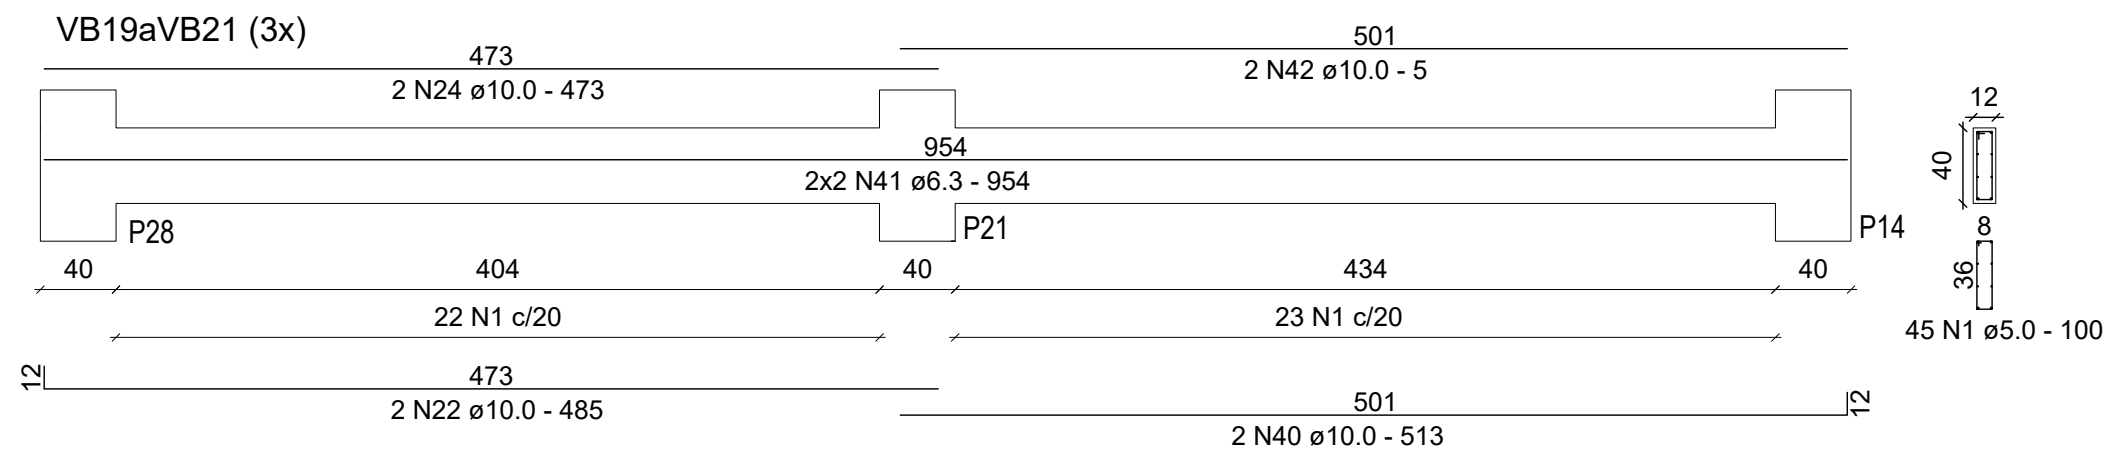 VB19aVB21 (3x)
473
501
2 N24 ø10.0 - 473
2 N42 ø10.0 - 5
12
954
40
2x2 N41 ø6.3 - 954
P28
P21
P14
8
40
404
40
434
40
36
22 N1 c/20
23 N1 c/20
45 N1 ø5.0 - 100
12
473
501
12
2 N22 ø10.0 - 485
2 N40 ø10.0 - 513